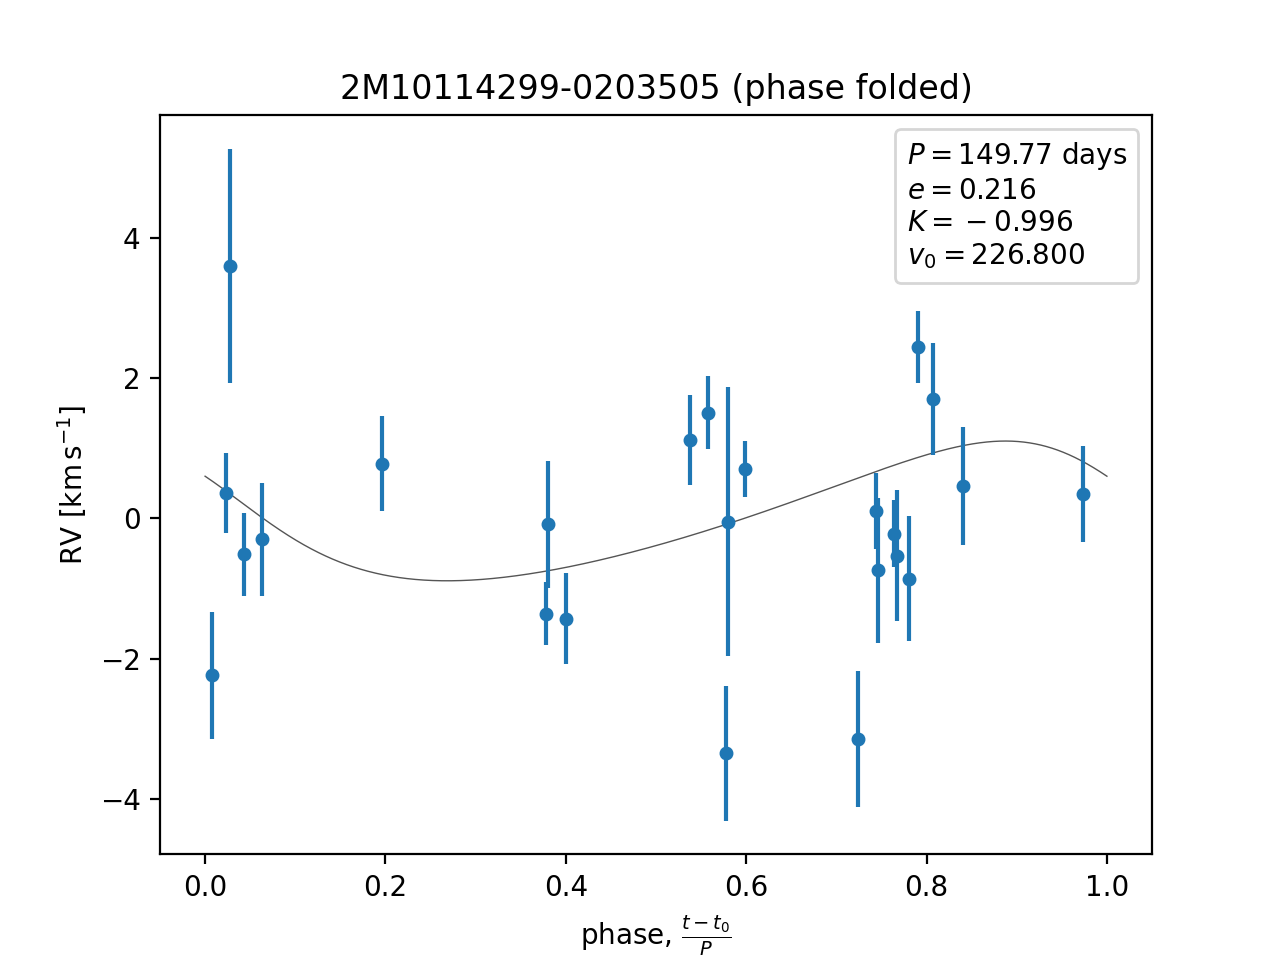 2M10114299-0203505 (phase folded)
P = 149.77 days
e = 0.216
K = −0.996
v₀ = 226.800
RV [km s⁻¹]
4
2
0
−2
−4
0.0 0.2 0.4 0.6 0.8 1.0
phase, (t − t₀)/P